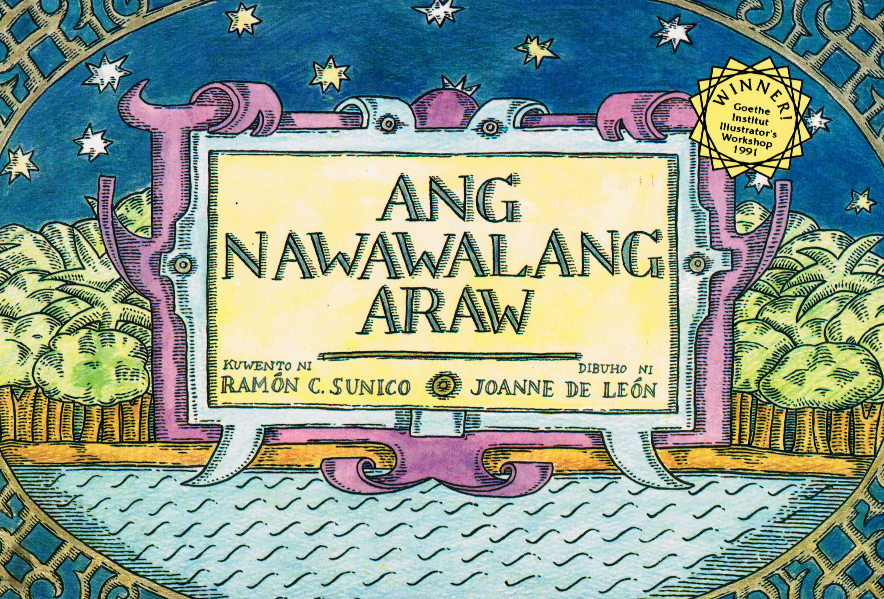 WINNER!
Goethe
Institut
Illustrator's
Workshop
1991
ANG
NAWAWALANG
ARAW
KUWENTO NI
RAMÓN C. SUNICO
DIBUHO NI
JOANNE DE LEÓN